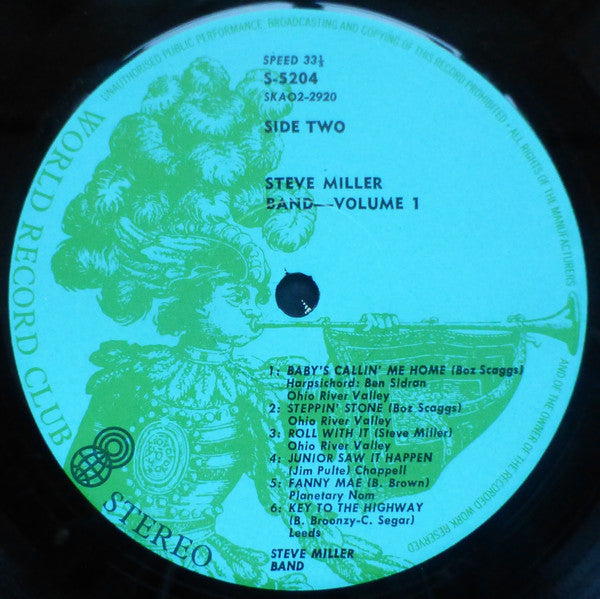 UNAUTHORISED PUBLIC PERFORMANCE, BROADCASTING AND COPYING OF THIS RECORD PROHIBITED • ALL RIGHTS OF THE MANUFACTURERS AND OF THE OWNER OF THE RECORDED WORK RESERVED
WORLD RECORD CLUB
SPEED 33⅓
S-5204
SKAO2-2920
SIDE TWO
STEVE MILLER
BAND—VOLUME 1
1: BABY'S CALLIN' ME HOME (Boz Scaggs)
Harpsichord: Ben Sidran
Ohio River Valley
2: STEPPIN' STONE (Boz Scaggs)
Ohio River Valley
3: ROLL WITH IT (Steve Miller)
Ohio River Valley
4: JUNIOR SAW IT HAPPEN
(Jim Pulte) Chappell
5: FANNY MAE (B. Brown)
Planetary Nom
6: KEY TO THE HIGHWAY
(B. Broonzy-C. Segar)
Leeds
STEVE MILLER
BAND
STEREO